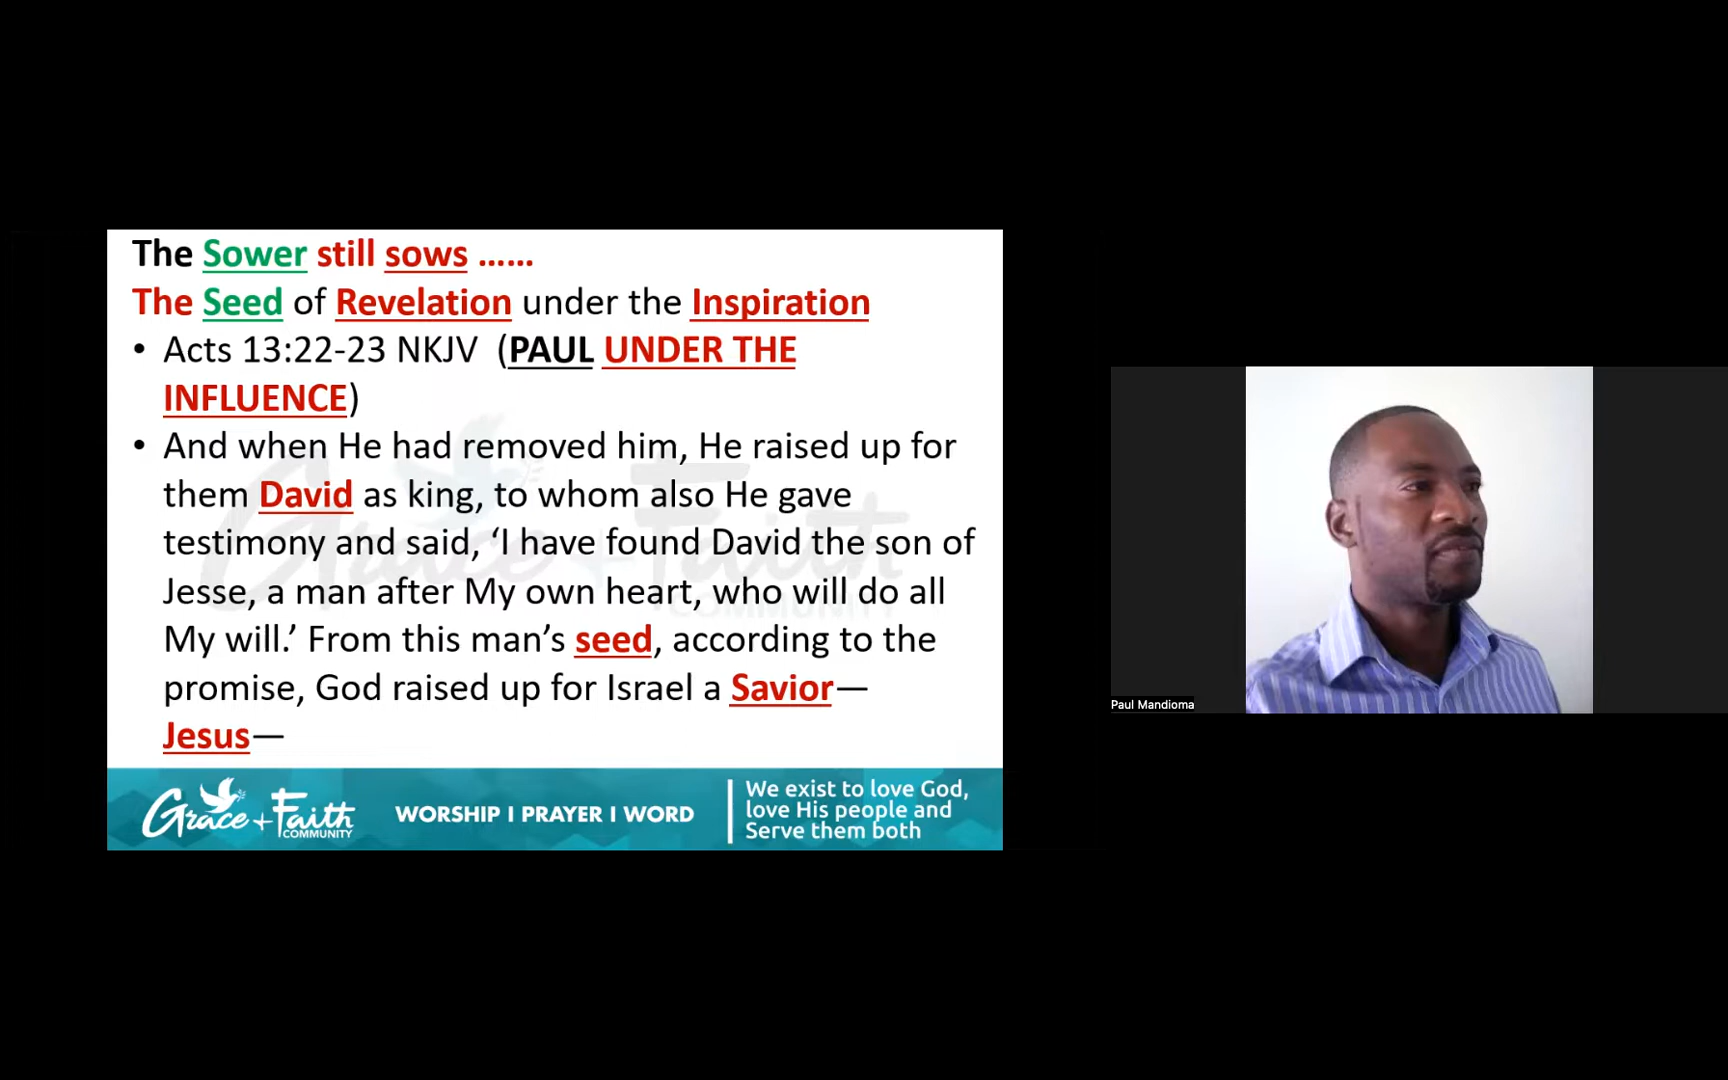 The Sower still sows ......
The Seed of Revelation under the Inspiration
• Acts 13:22-23 NKJV (PAUL UNDER THE
INFLUENCE)
• And when He had removed him, He raised up for
them David as king, to whom also He gave
testimony and said, ‘I have found David the son of
Jesse, a man after My own heart, who will do all
My will.’ From this man’s seed, according to the
promise, God raised up for Israel a Savior—
Jesus—
Grace + Faith
COMMUNITY
Grace + Faith
COMMUNITY
WORSHIP I PRAYER I WORD
We exist to love God,
love His people and
Serve them both
Paul Mandioma